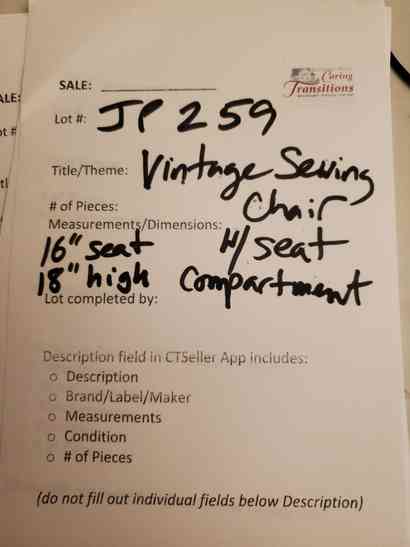 SALE:
Caring
Transitions
Lot #: JP 259
Title/Theme: Vintage Sewing
# of Pieces: Chair
Measurements/Dimensions:
16" seat W/ seat
18" high Compartment
Lot completed by:
Description field in CTSeller App includes:
o Description
o Brand/Label/Maker
o Measurements
o Condition
o # of Pieces
(do not fill out individual fields below Description)
ALE:
ot #